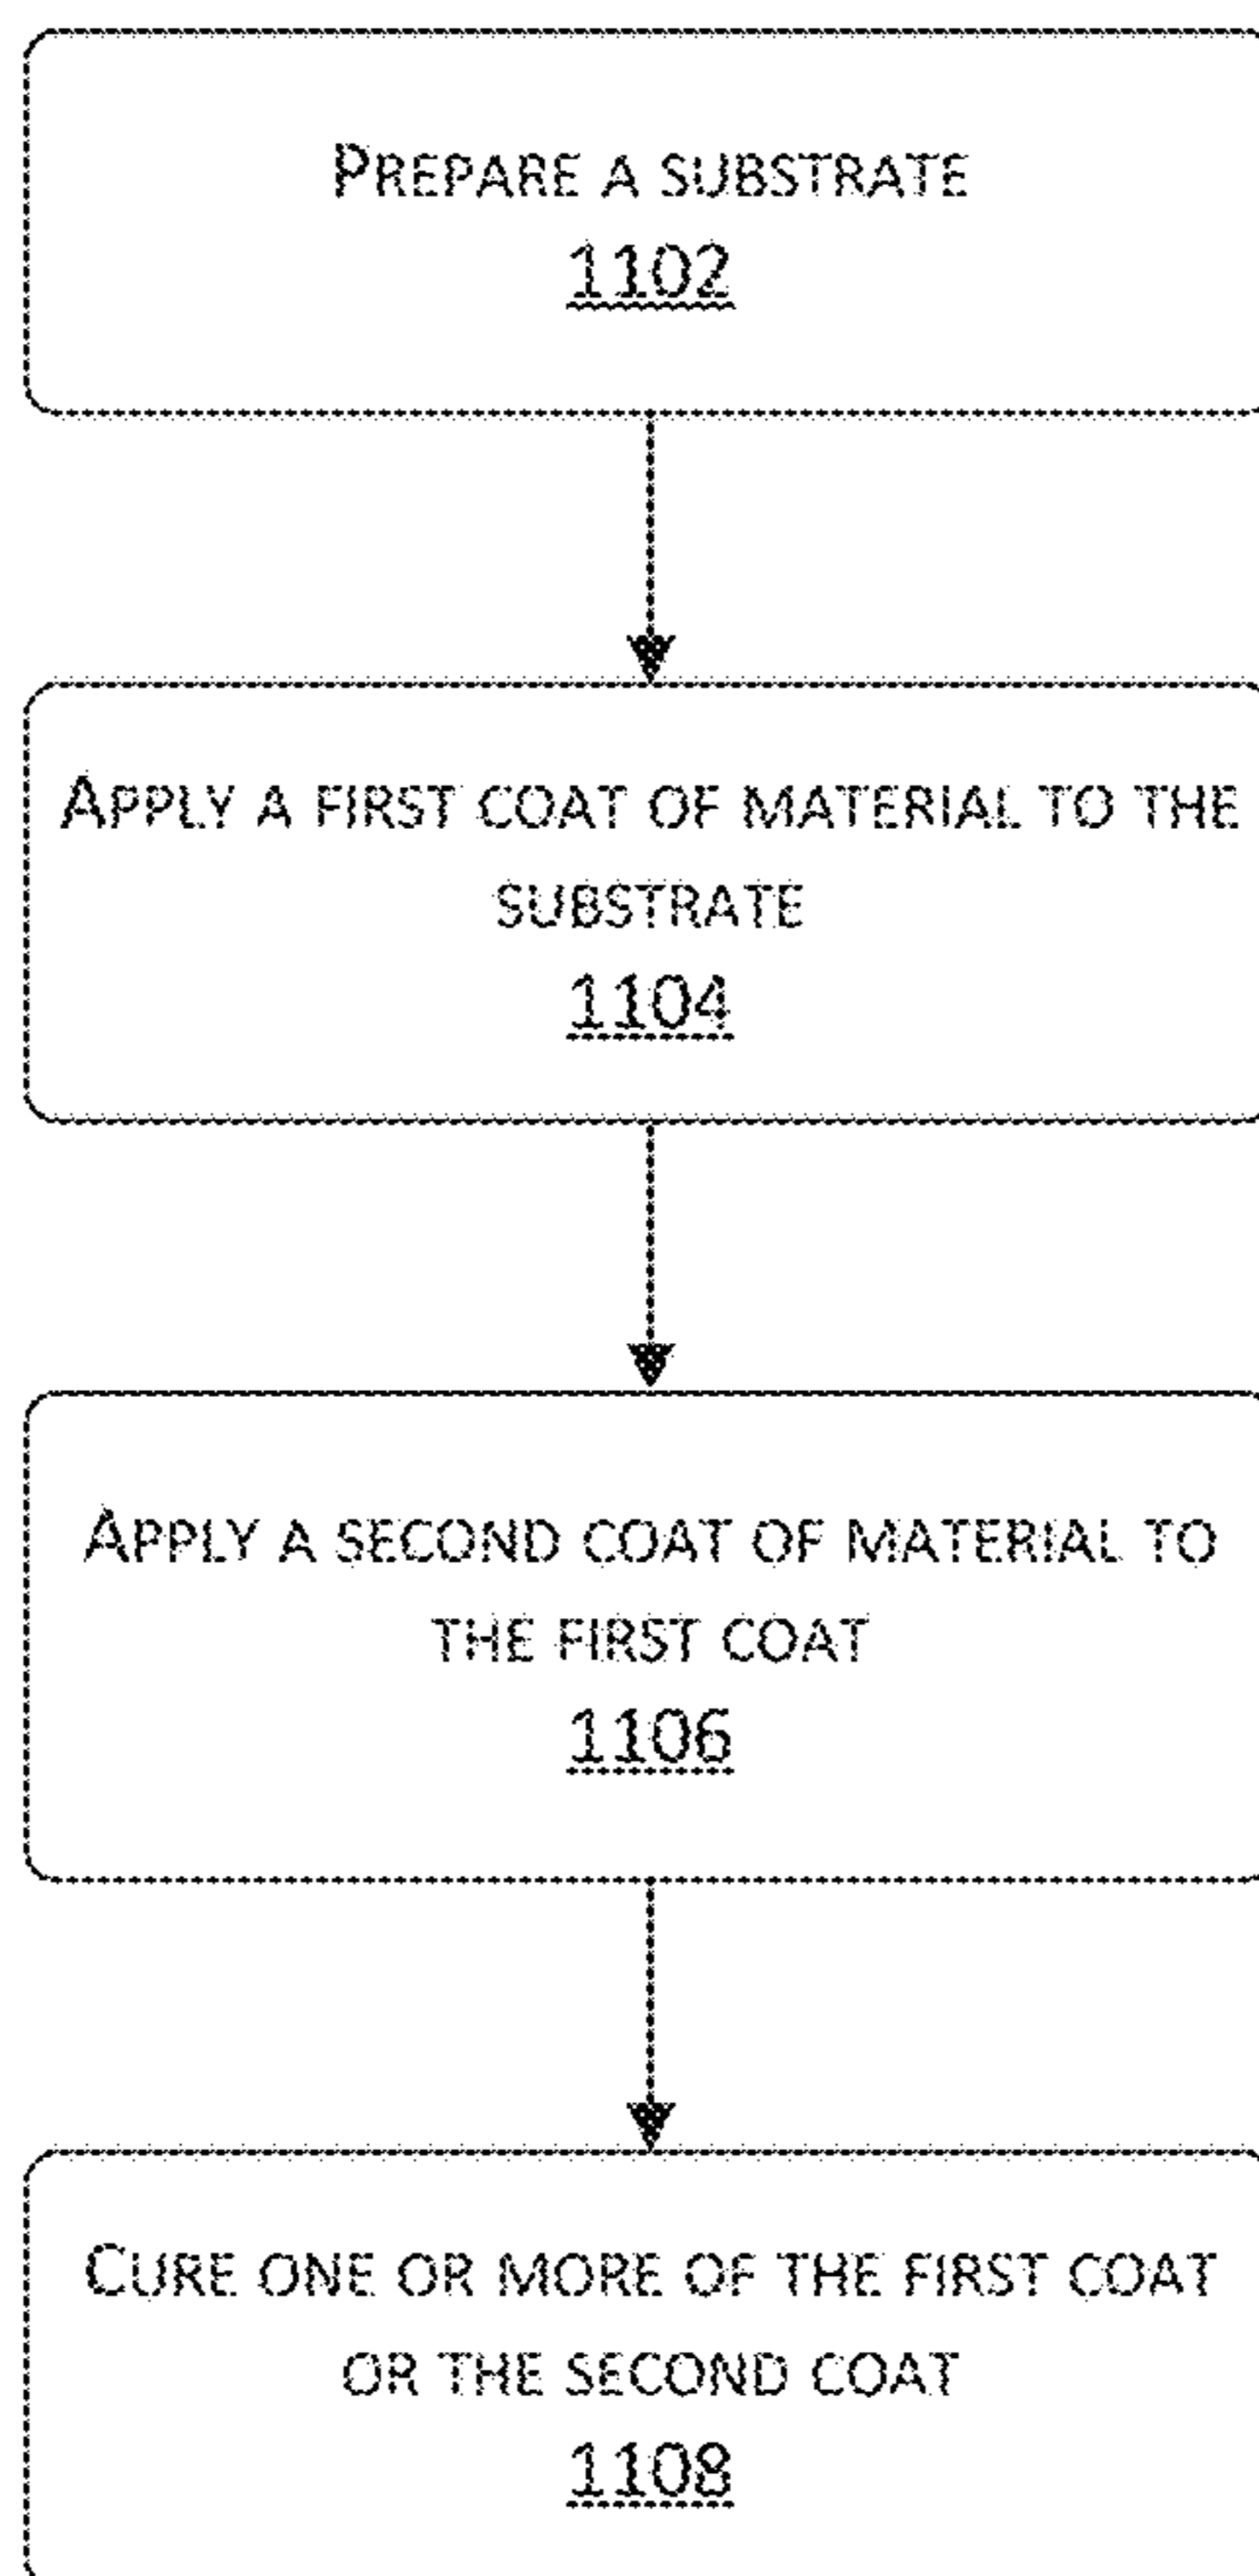 PREPARE A SUBSTRATE
1102
APPLY A FIRST COAT OF MATERIAL TO THE
SUBSTRATE
1104
APPLY A SECOND COAT OF MATERIAL TO
THE FIRST COAT
1106
CURE ONE OR MORE OF THE FIRST COAT
OR THE SECOND COAT
1108